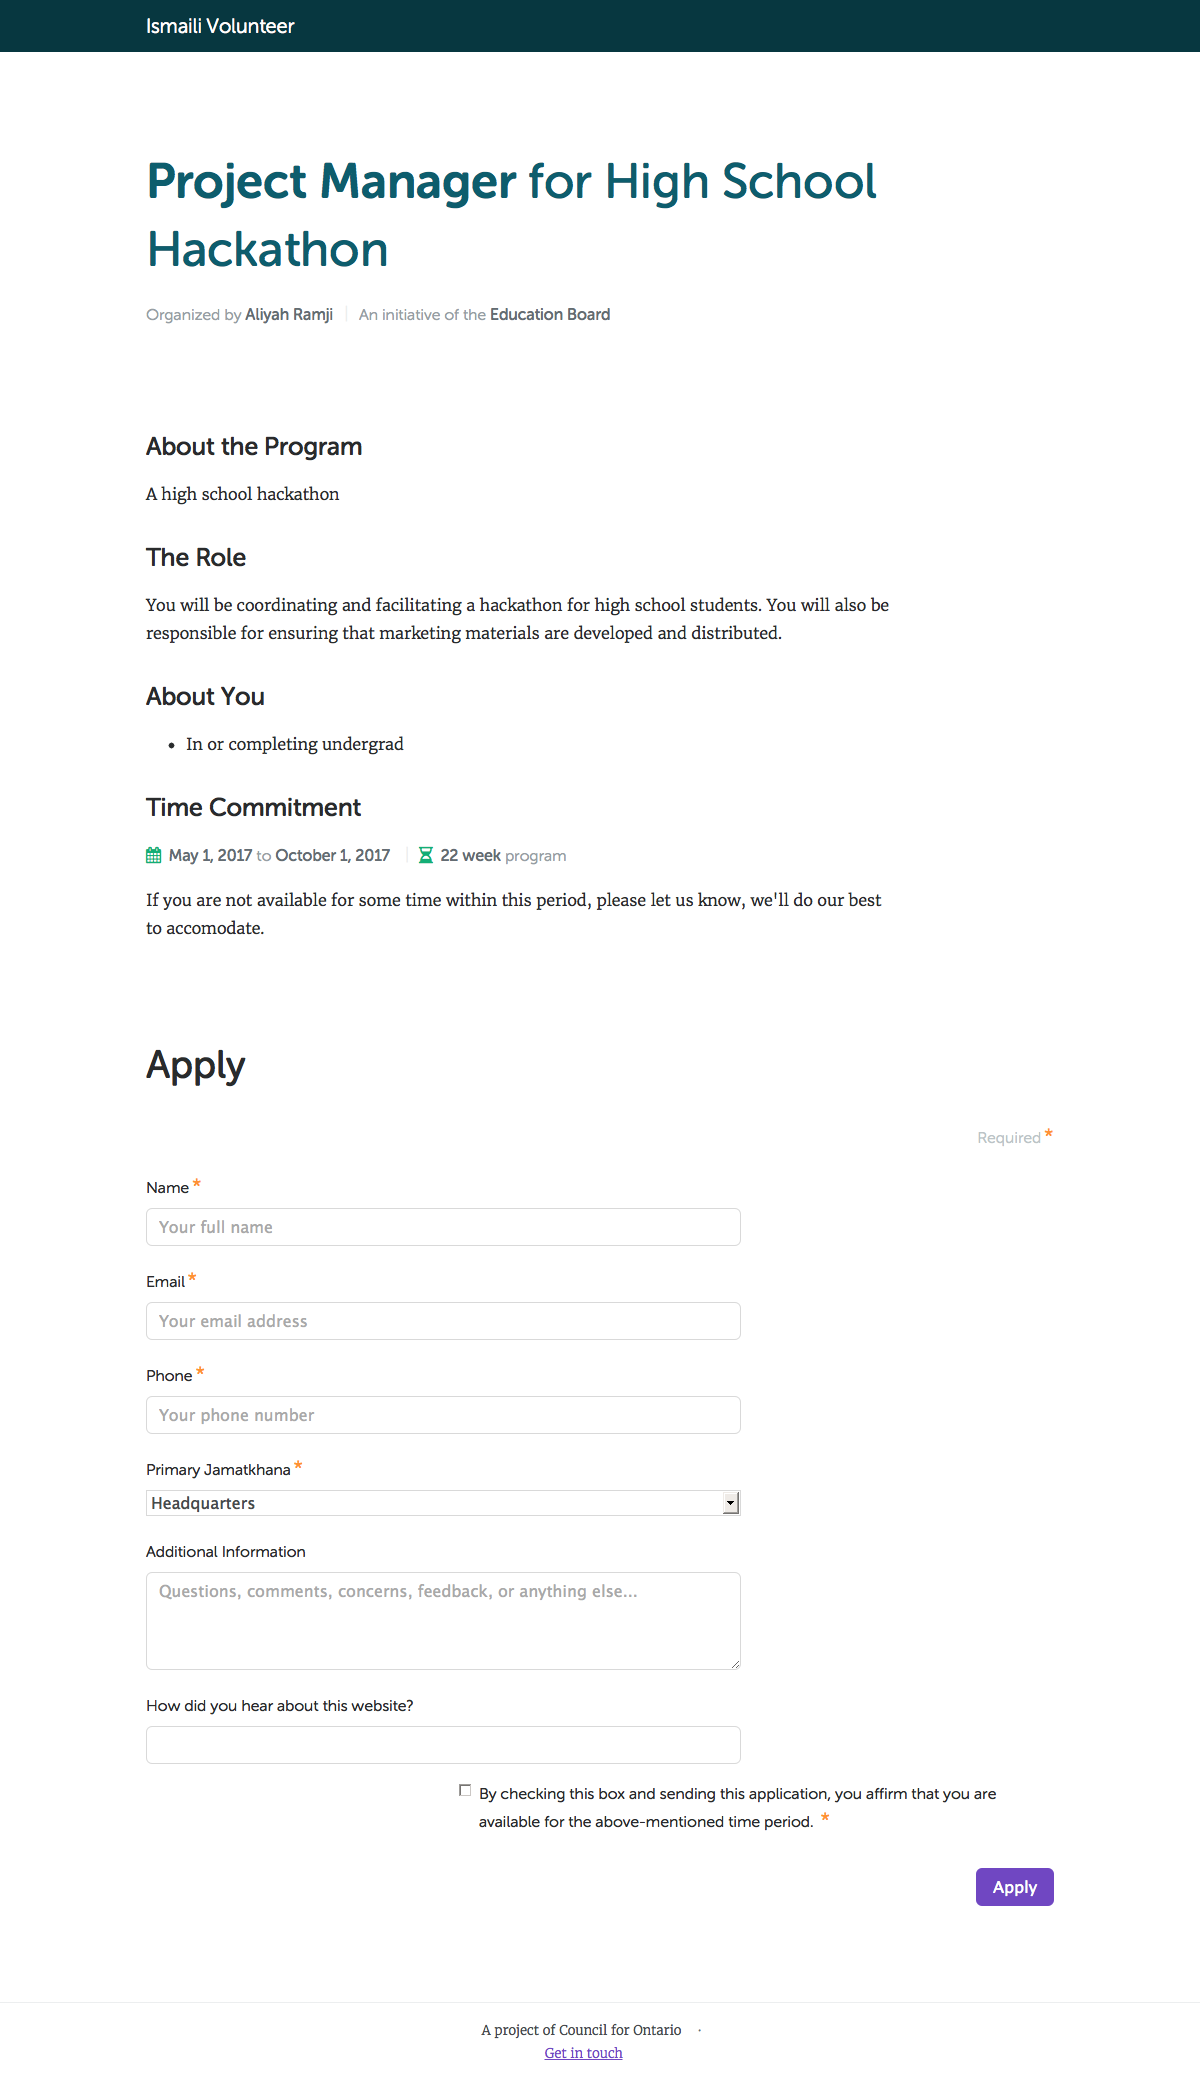 Ismaili Volunteer
Project Manager for High School
Hackathon
Organized by Aliyah Ramji | An initiative of the Education Board
About the Program
A high school hackathon
The Role
You will be coordinating and facilitating a hackathon for high school students. You will also be
responsible for ensuring that marketing materials are developed and distributed.
About You
• In or completing undergrad
Time Commitment
May 1, 2017 to October 1, 2017 | 22 week program
If you are not available for some time within this period, please let us know, we'll do our best
to accomodate.
Apply
Required *
Name *
Your full name
Email *
Your email address
Phone *
Your phone number
Primary Jamatkhana *
Headquarters
Additional Information
Questions, comments, concerns, feedback, or anything else...
How did you hear about this website?
By checking this box and sending this application, you affirm that you are
available for the above-mentioned time period. *
Apply
A project of Council for Ontario ·
Get in touch